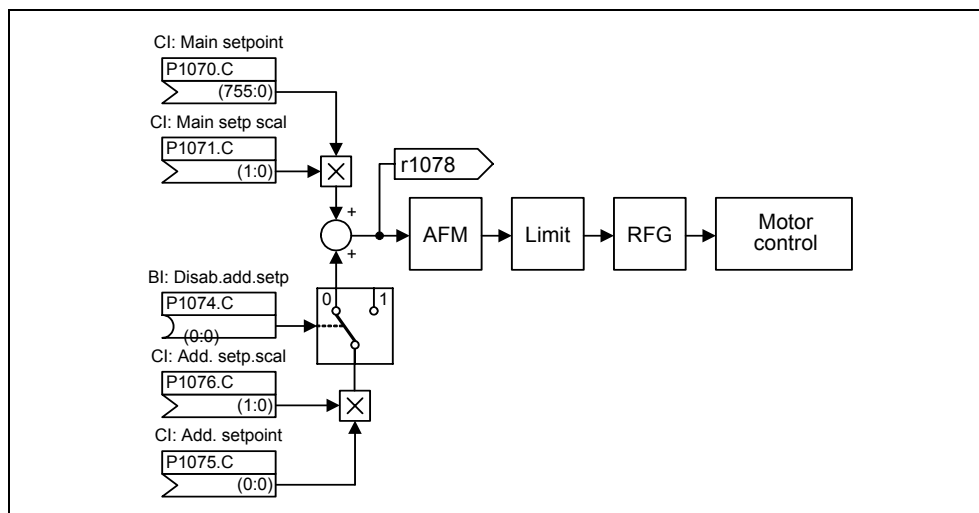 CI: Main setpoint
P1070.C
(755:0)
CI: Main setp scal
P1071.C
(1:0)
r1078
+
+
AFM
Limit
RFG
Motor
control
BI: Disab.add.setp
P1074.C
(0:0)
0
1
CI: Add. setp.scal
P1076.C
(1:0)
CI: Add. setpoint
P1075.C
(0:0)